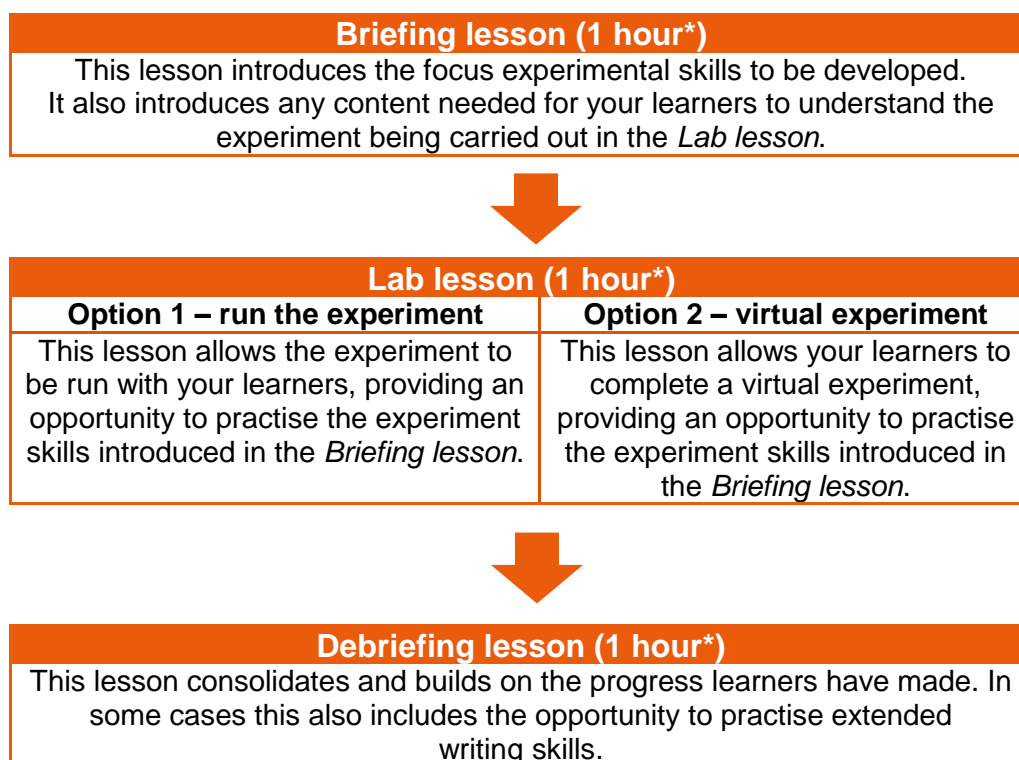 Briefing lesson (1 hour*)
This lesson introduces the focus experimental skills to be developed.
It also introduces any content needed for your learners to understand the
experiment being carried out in the Lab lesson.
Lab lesson (1 hour*)
Option 1 – run the experiment
This lesson allows the experiment to
be run with your learners, providing an
opportunity to practise the experiment
skills introduced in the Briefing lesson.
Option 2 – virtual experiment
This lesson allows your learners to
complete a virtual experiment,
providing an opportunity to practise
the experiment skills introduced in
the Briefing lesson.
Debriefing lesson (1 hour*)
This lesson consolidates and builds on the progress learners have made. In
some cases this also includes the opportunity to practise extended
writing skills.